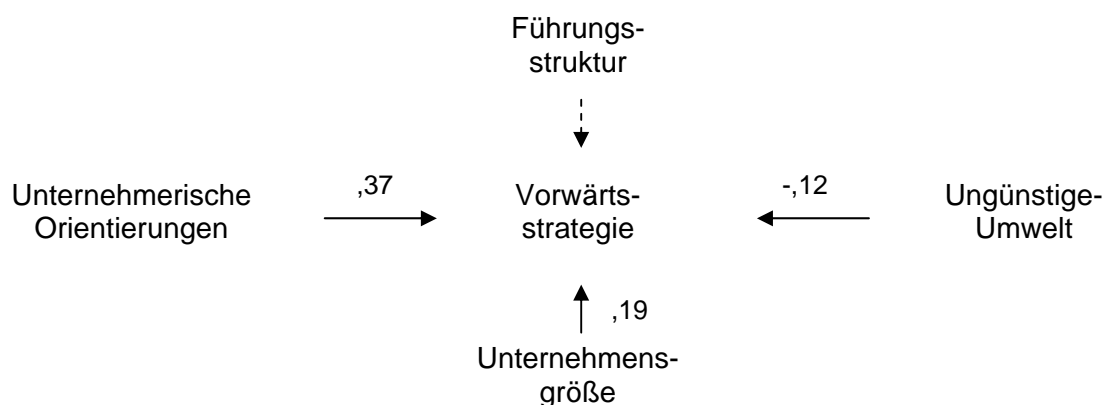 Führungs-
struktur
Unternehmerische
Orientierungen
,37
Vorwärts-
strategie
-,12
Ungünstige-
Umwelt
,19
Unternehmens-
größe